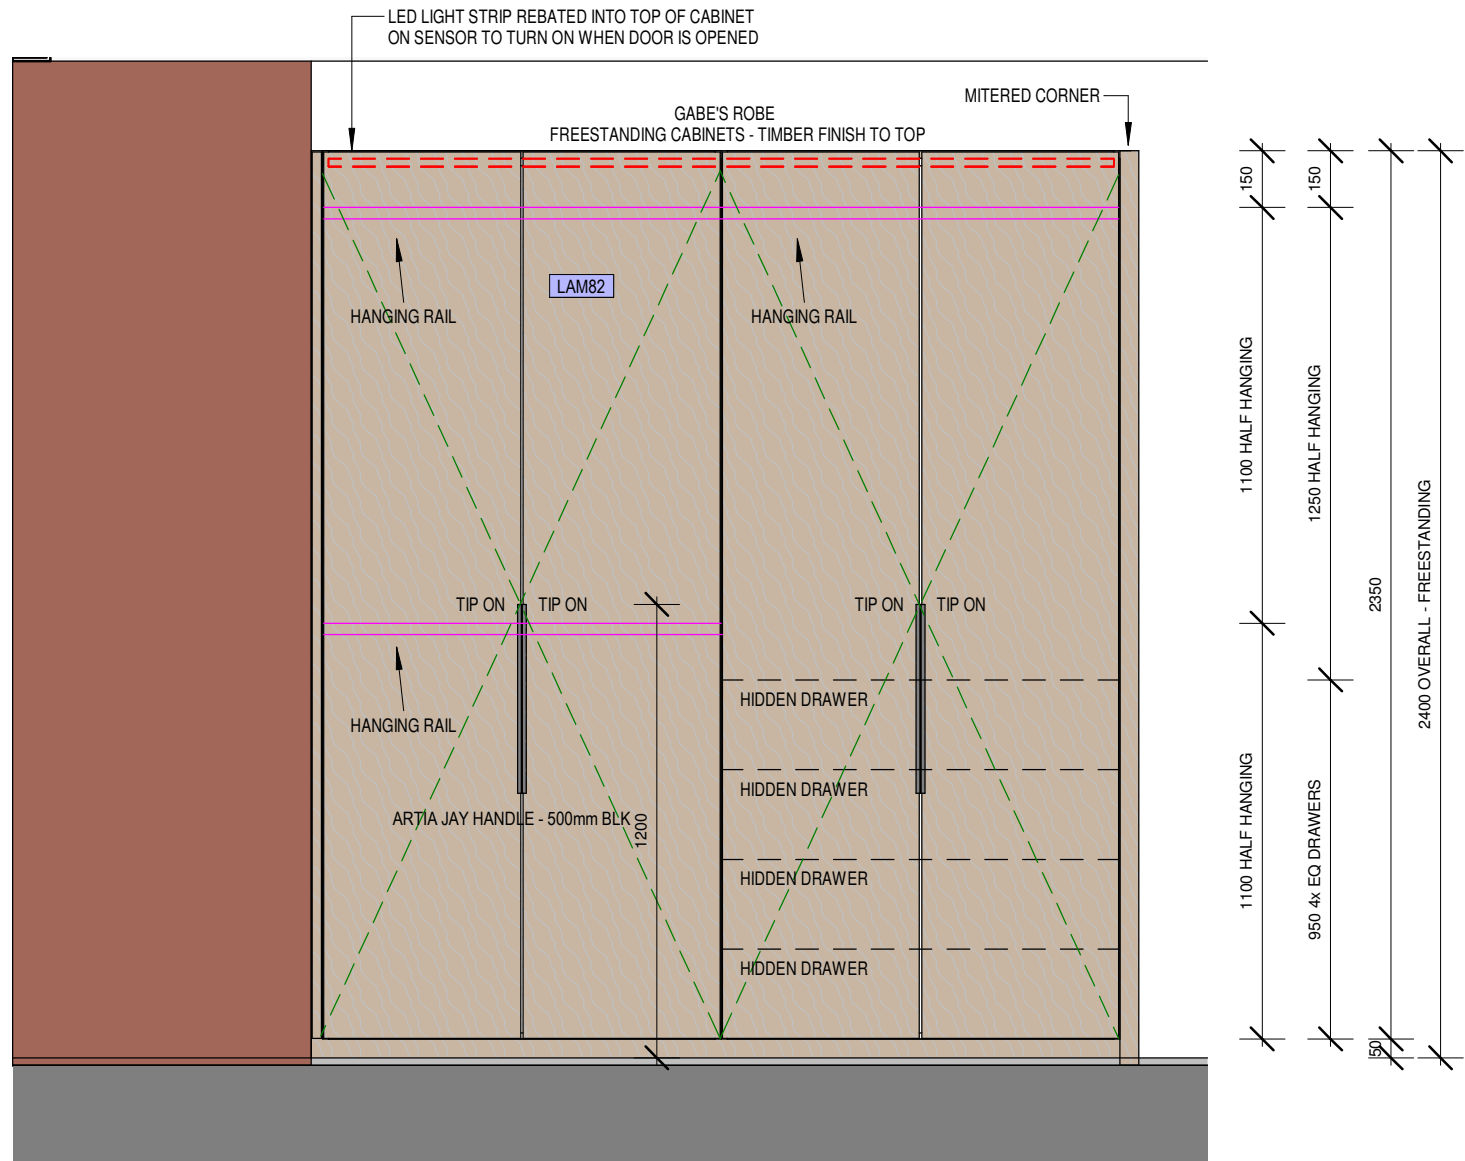 LED LIGHT STRIP REBATED INTO TOP OF CABINET
ON SENSOR TO TURN ON WHEN DOOR IS OPENED
MITERED CORNER
GABE'S ROBE
FREESTANDING CABINETS - TIMBER FINISH TO TOP
LAM82
HANGING RAIL
HANGING RAIL
TIP ON
TIP ON
TIP ON
TIP ON
HIDDEN DRAWER
HANGING RAIL
HIDDEN DRAWER
ARTIA JAY HANDLE - 500mm BLK
1200
HIDDEN DRAWER
HIDDEN DRAWER
150
1100 HALF HANGING
1100 HALF HANGING
150
1250 HALF HANGING
950 4x EQ DRAWERS
2350
50
2400 OVERALL - FREESTANDING